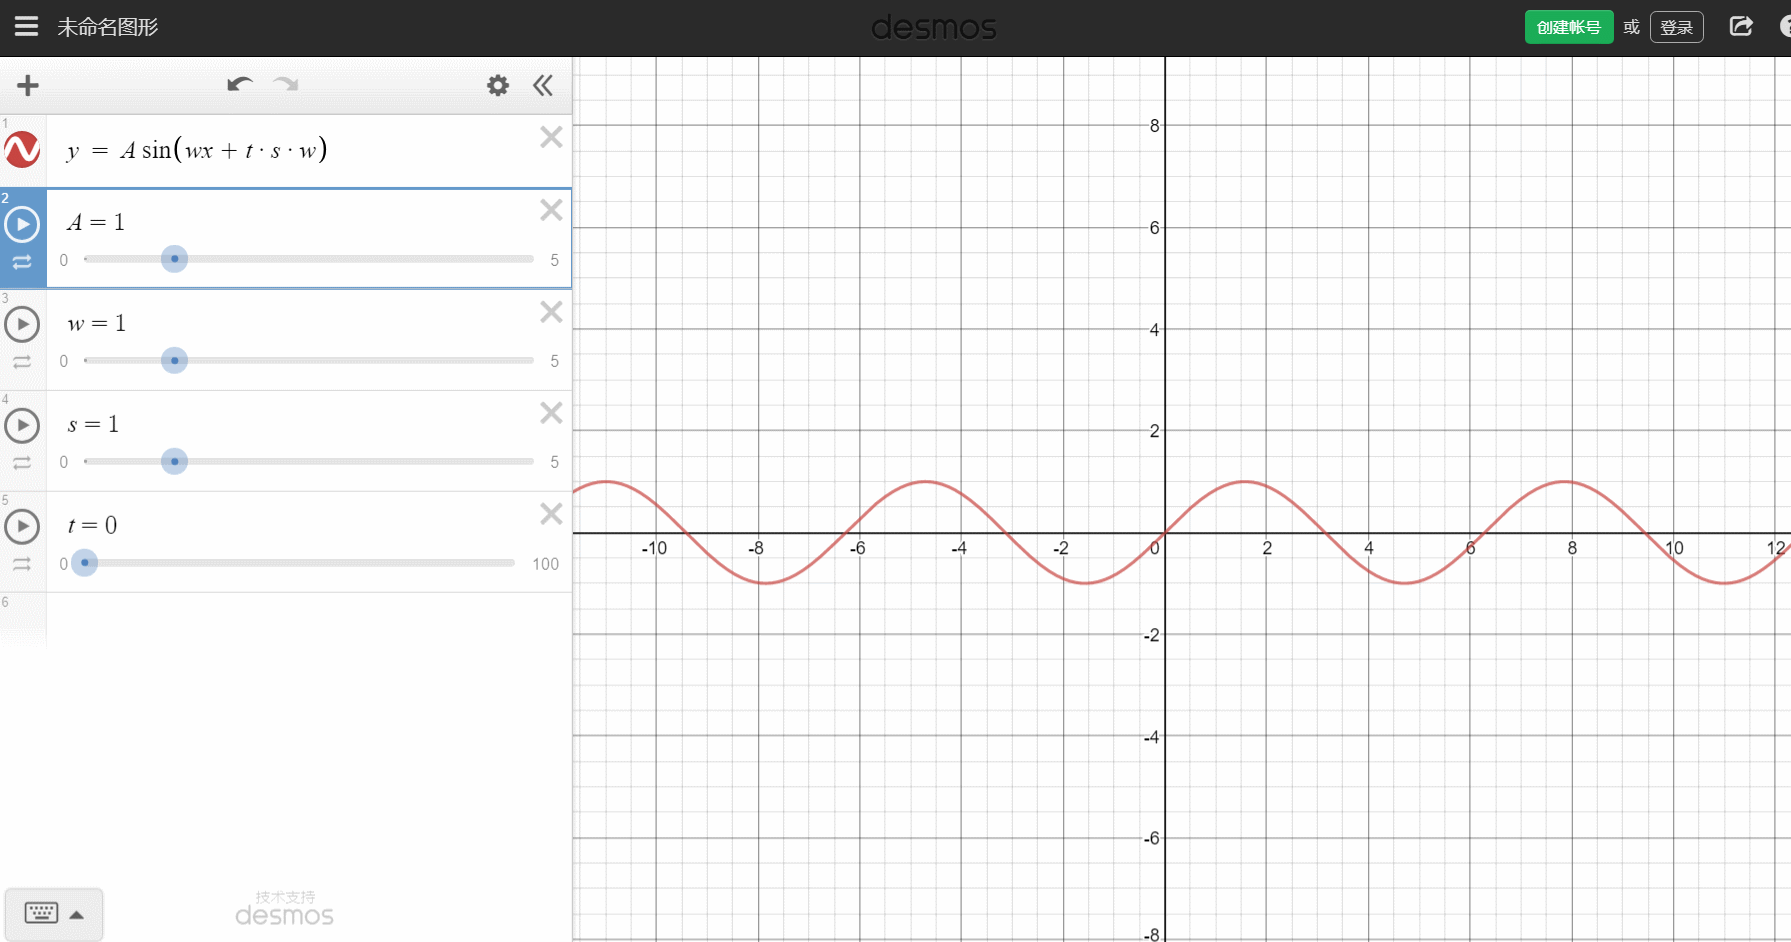 未命名图形
desmos
创建帐号 或 登录
1
y = A sin(wx + t · s · w)
2
A = 1
0 5
3
w = 1
0 5
4
s = 1
0 5
5
t = 0
0 100
6
技术支持
desmos
8
6
4
2
-10 -8 -6 -4 -2 0 2 4 6 8 10 12
-2
-4
-6
-8